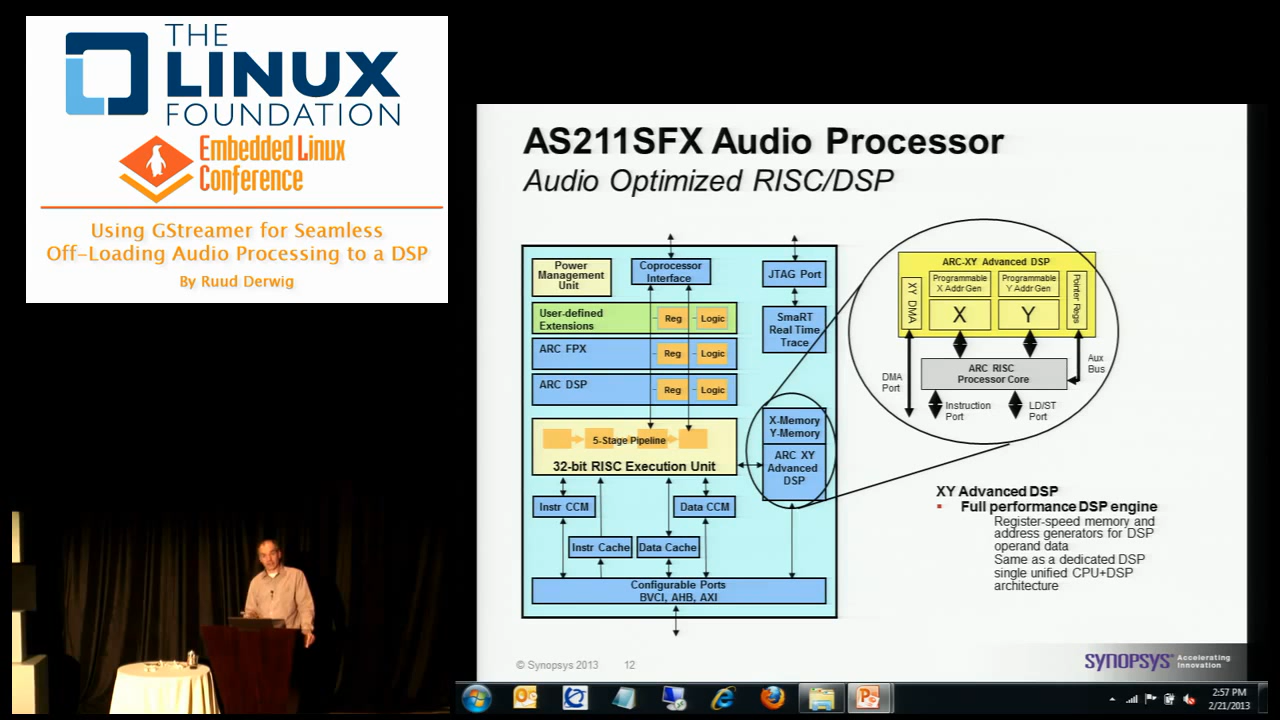 THE
LINUX
FOUNDATION
Embedded Linux
Conference
Using GStreamer for Seamless
Off-Loading Audio Processing to a DSP
By Ruud Derwig
AS211SFX Audio Processor
Audio Optimized RISC/DSP
Power
Management
Unit
Coprocessor
Interface
JTAG Port
User-defined
Extensions
Reg
Logic
SmaRT
Real Time
Trace
ARC FPX
Reg
Logic
ARC DSP
Reg
Logic
5-Stage Pipeline
32-bit RISC Execution Unit
X-Memory
Y-Memory
ARC XY
Advanced
DSP
Instr CCM
Data CCM
Instr Cache
Data Cache
Configurable Ports
BVCI, AHB, AXI
ARC-XY Advanced DSP
XY DMA
Programmable
X Addr Gen
Programmable
Y Addr Gen
Pointer Regs
X
Y
ARC RISC
Processor Core
Aux
Bus
DMA
Port
Instruction
Port
LD/ST
Port
XY Advanced DSP
▪ Full performance DSP engine
Register-speed memory and
address generators for DSP
operand data
Same as a dedicated DSP
single unified CPU+DSP
architecture
© Synopsys 2013 12
SYNOPSYS® Accelerating
Innovation
2:57 PM
2/21/2013